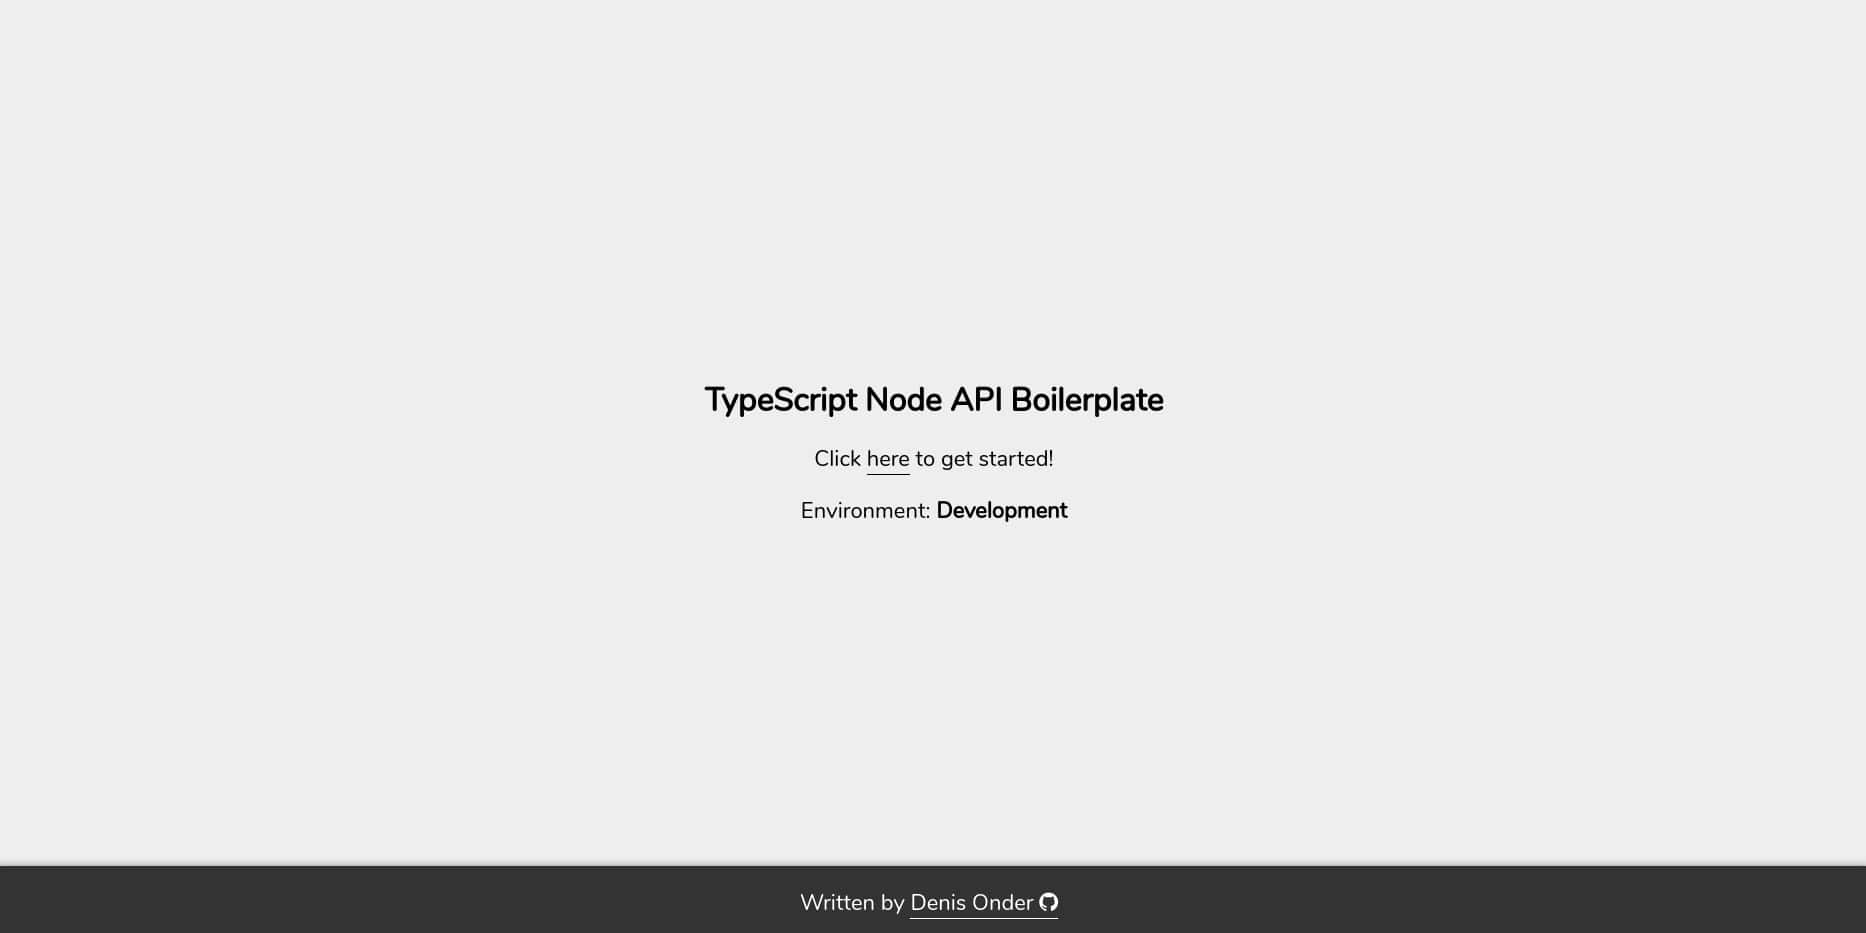 TypeScript Node API Boilerplate
Click here to get started!
Environment: Development
Written by Denis Onder